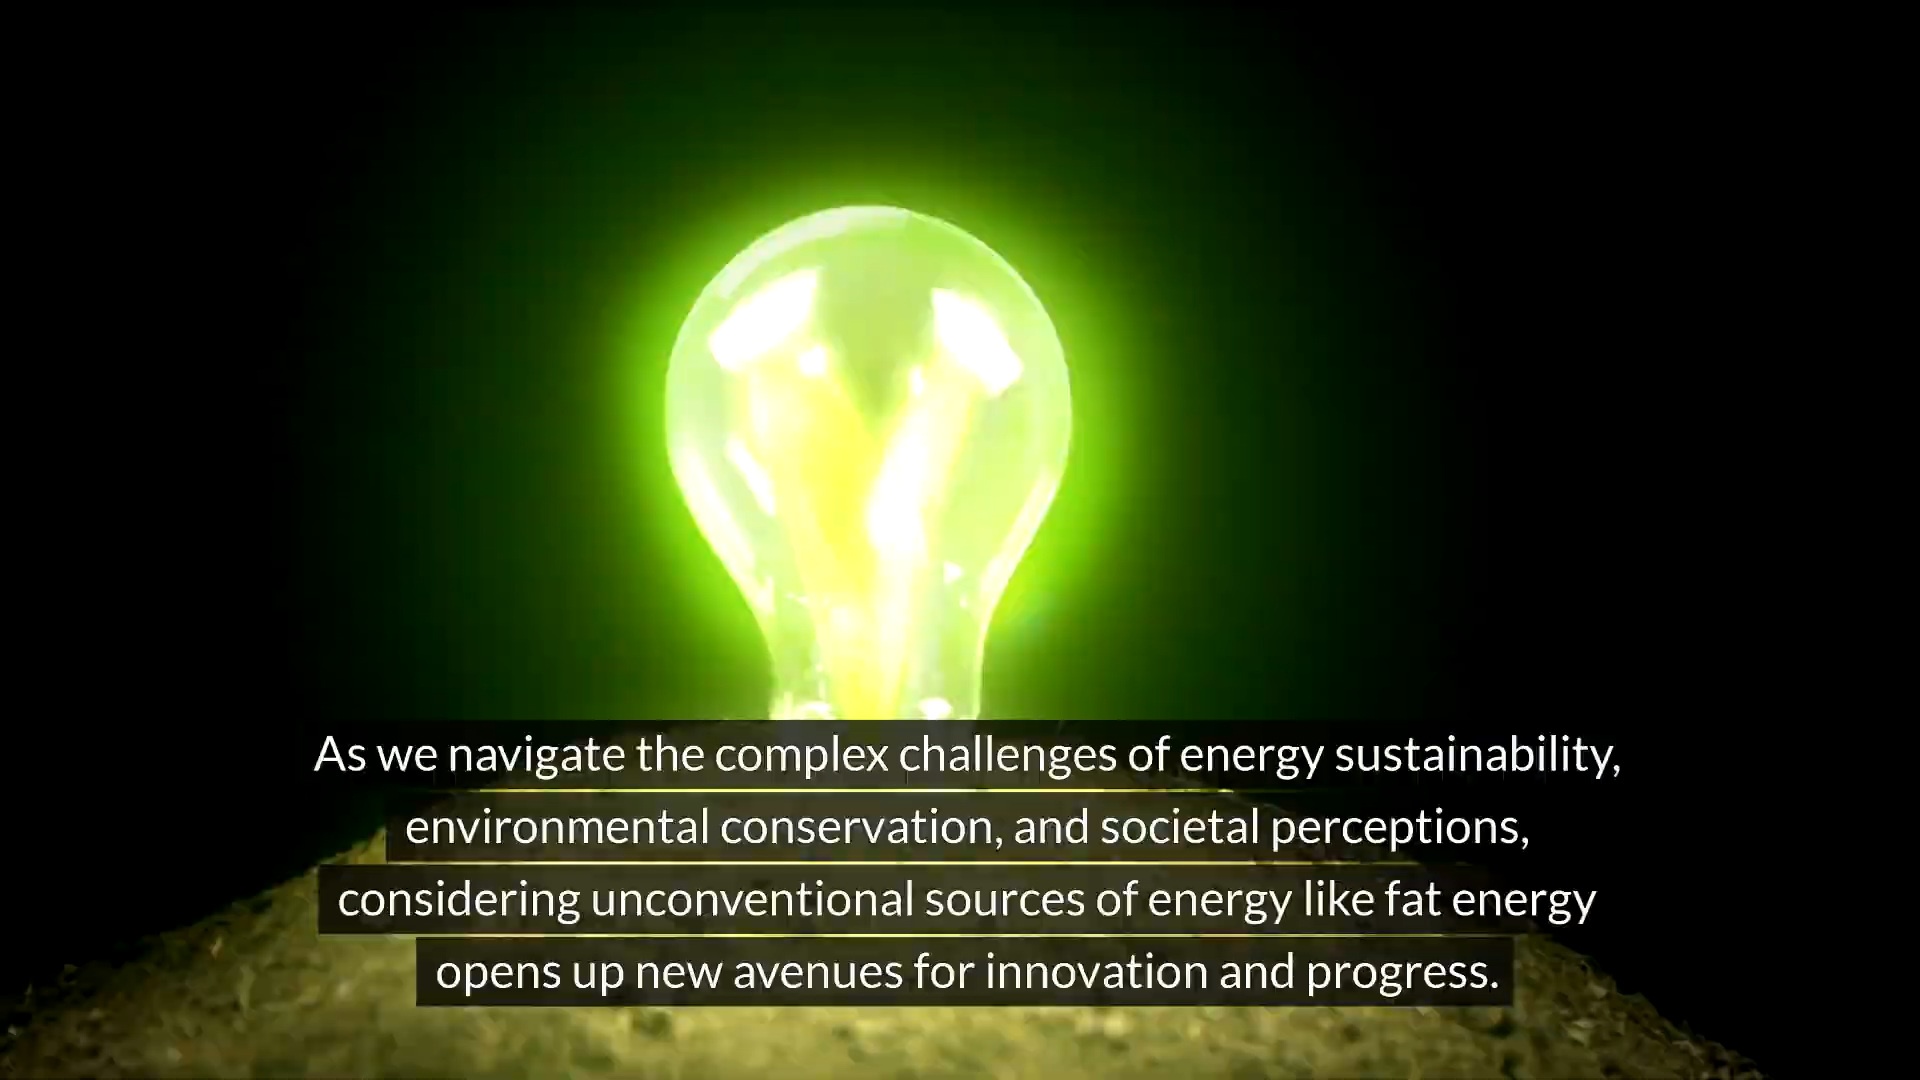 As we navigate the complex challenges of energy sustainability,
environmental conservation, and societal perceptions,
considering unconventional sources of energy like fat energy
opens up new avenues for innovation and progress.